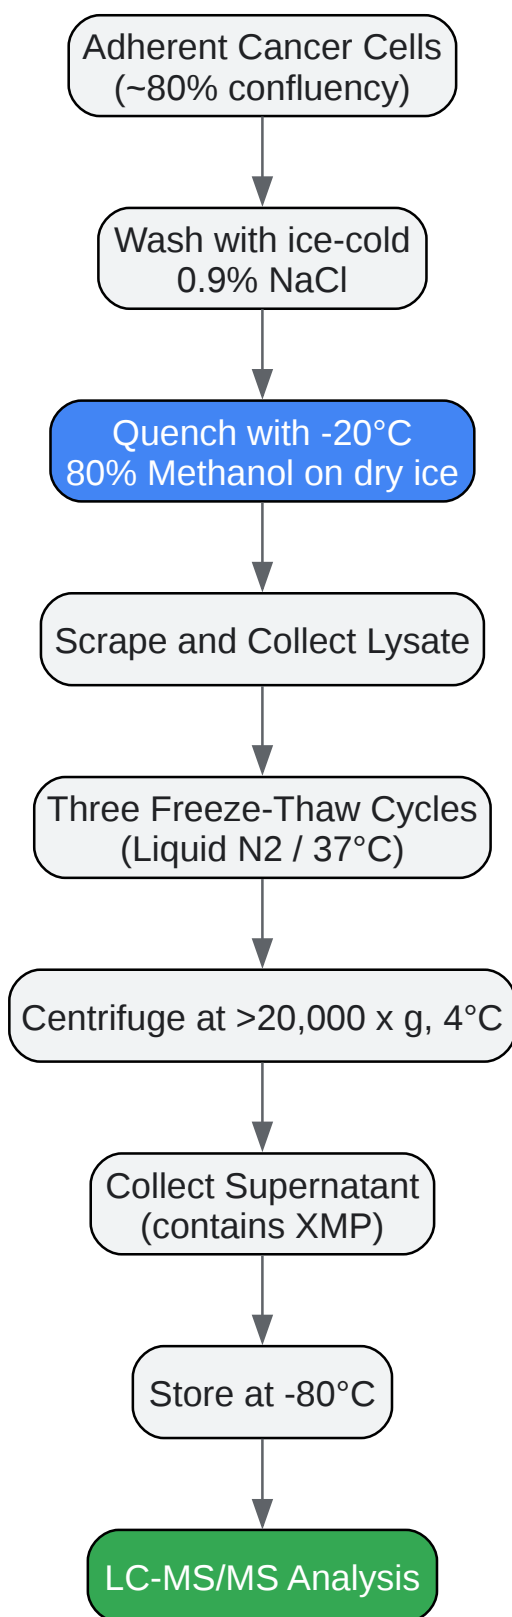 Adherent Cancer Cells
(~80% confluency)
Wash with ice-cold
0.9% NaCl
Quench with -20°C
80% Methanol on dry ice
Scrape and Collect Lysate
Three Freeze-Thaw Cycles
(Liquid N2 / 37°C)
Centrifuge at >20,000 x g, 4°C
Collect Supernatant
(contains XMP)
Store at -80°C
LC-MS/MS Analysis